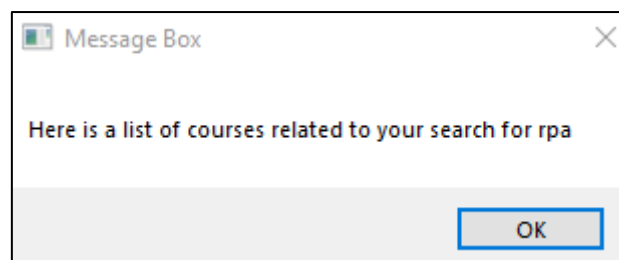 Message Box
Here is a list of courses related to your search for rpa
OK